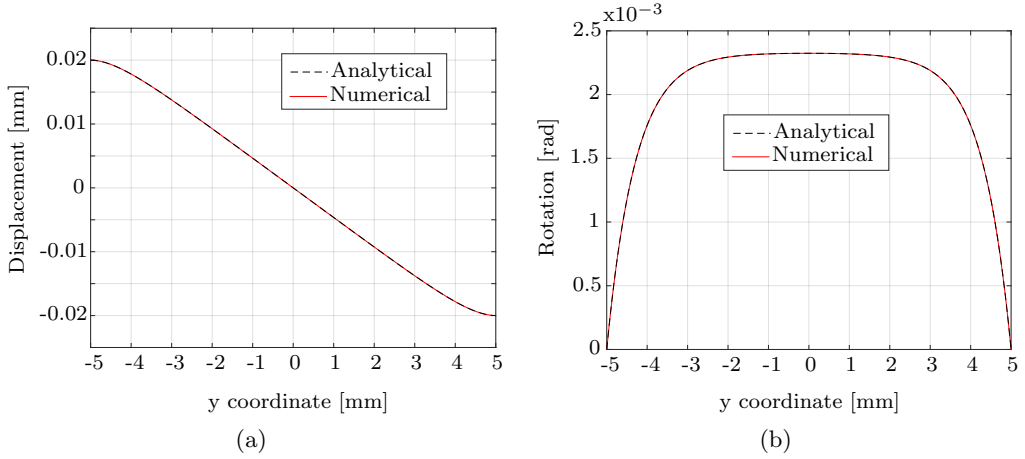 Displacement [mm]
0.02
0.01
0
-0.01
-0.02
Analytical
Numerical
-5 -4 -3 -2 -1 0 1 2 3 4 5
y coordinate [mm]
(a)
x10⁻³
Rotation [rad]
2.5
2
1.5
1
0.5
0
Analytical
Numerical
-5 -4 -3 -2 -1 0 1 2 3 4 5
y coordinate [mm]
(b)